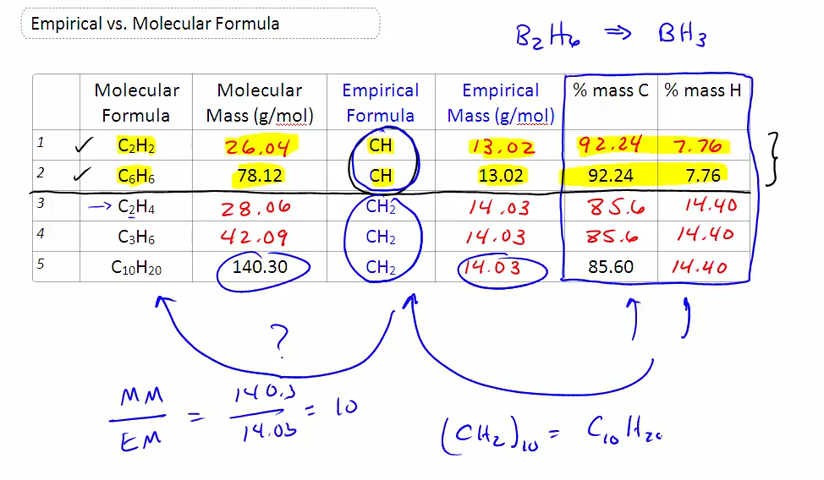 Empirical vs. Molecular Formula
B₂H₆ ⇒ BH₃
Molecular Formula | Molecular Mass (g/mol) | Empirical Formula | Empirical Mass (g/mol) | % mass C | % mass H
1 ✓ C₂H₂ 26.04 CH 13.02 92.24 7.76
2 ✓ C₆H₆ 78.12 CH 13.02 92.24 7.76
3 → C₂H₄ 28.06 CH₂ 14.03 85.6 14.40
4 C₃H₆ 42.09 CH₂ 14.03 85.6 14.40
5 C₁₀H₂₀ 140.30 CH₂ 14.03 85.60 14.40
?
MM / EM = 140.3 / 14.03 = 10
(CH₂)₁₀ = C₁₀H₂₀